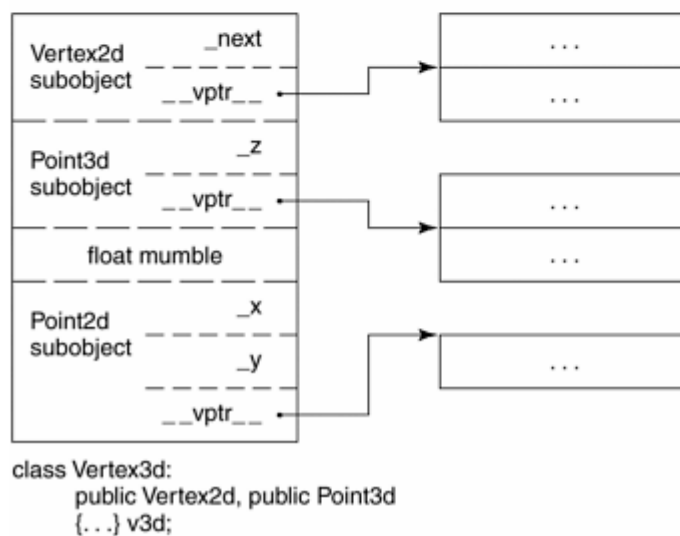 Vertex2d
subobject
_next
__vptr__
. . .
. . .
Point3d
subobject
_z
__vptr__
. . .
. . .
float mumble
Point2d
subobject
_x
_y
__vptr__
. . .
class Vertex3d:
public Vertex2d, public Point3d
{. . .} v3d;